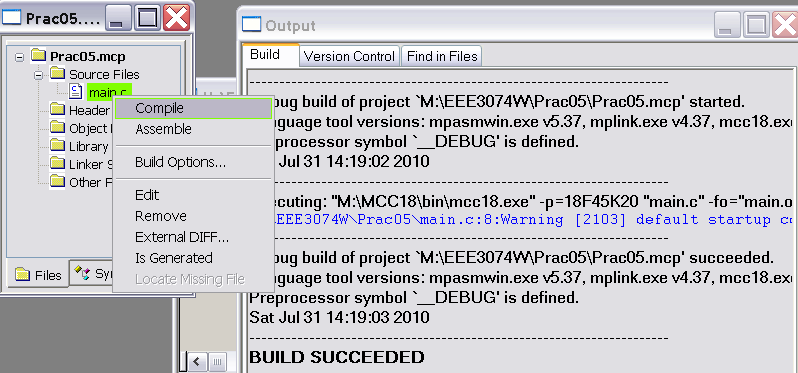 Prac05....
Prac05.mcp
Source Files
main.c
Header
Object
Library
Linker S
Other F
Files
Sy
Compile
Assemble
Build Options...
Edit
Remove
External DIFF...
Is Generated
Locate Missing File
Output
Build
Version Control
Find in Files
bug build of project `M:\EEE3074W\Prac05\Prac05.mcp' started.
guage tool versions: mpasmwin.exe v5.37, mplink.exe v4.37, mcc18.exe
processor symbol `__DEBUG' is defined.
Jul 31 14:19:02 2010
ecuting: "M:\MCC18\bin\mcc18.exe" -p=18F45K20 "main.c" -fo="main.o
EEE3074W\Prac05\main.c:8:Warning [2103] default startup co
bug build of project `M:\EEE3074W\Prac05\Prac05.mcp' succeeded.
guage tool versions: mpasmwin.exe v5.37, mplink.exe v4.37, mcc18.exe
Preprocessor symbol `__DEBUG' is defined.
Sat Jul 31 14:19:03 2010
BUILD SUCCEEDED